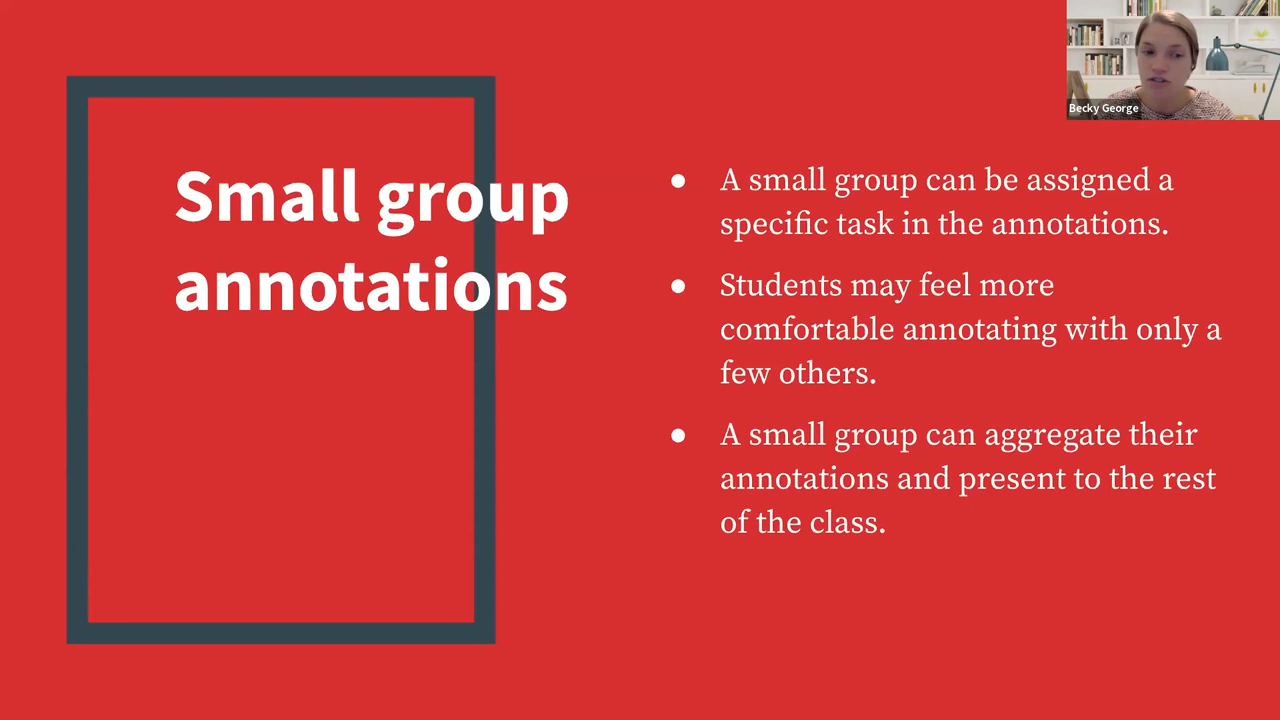 Becky George
Small group
annotations
● A small group can be assigned a
specific task in the annotations.
● Students may feel more
comfortable annotating with only a
few others.
● A small group can aggregate their
annotations and present to the rest
of the class.